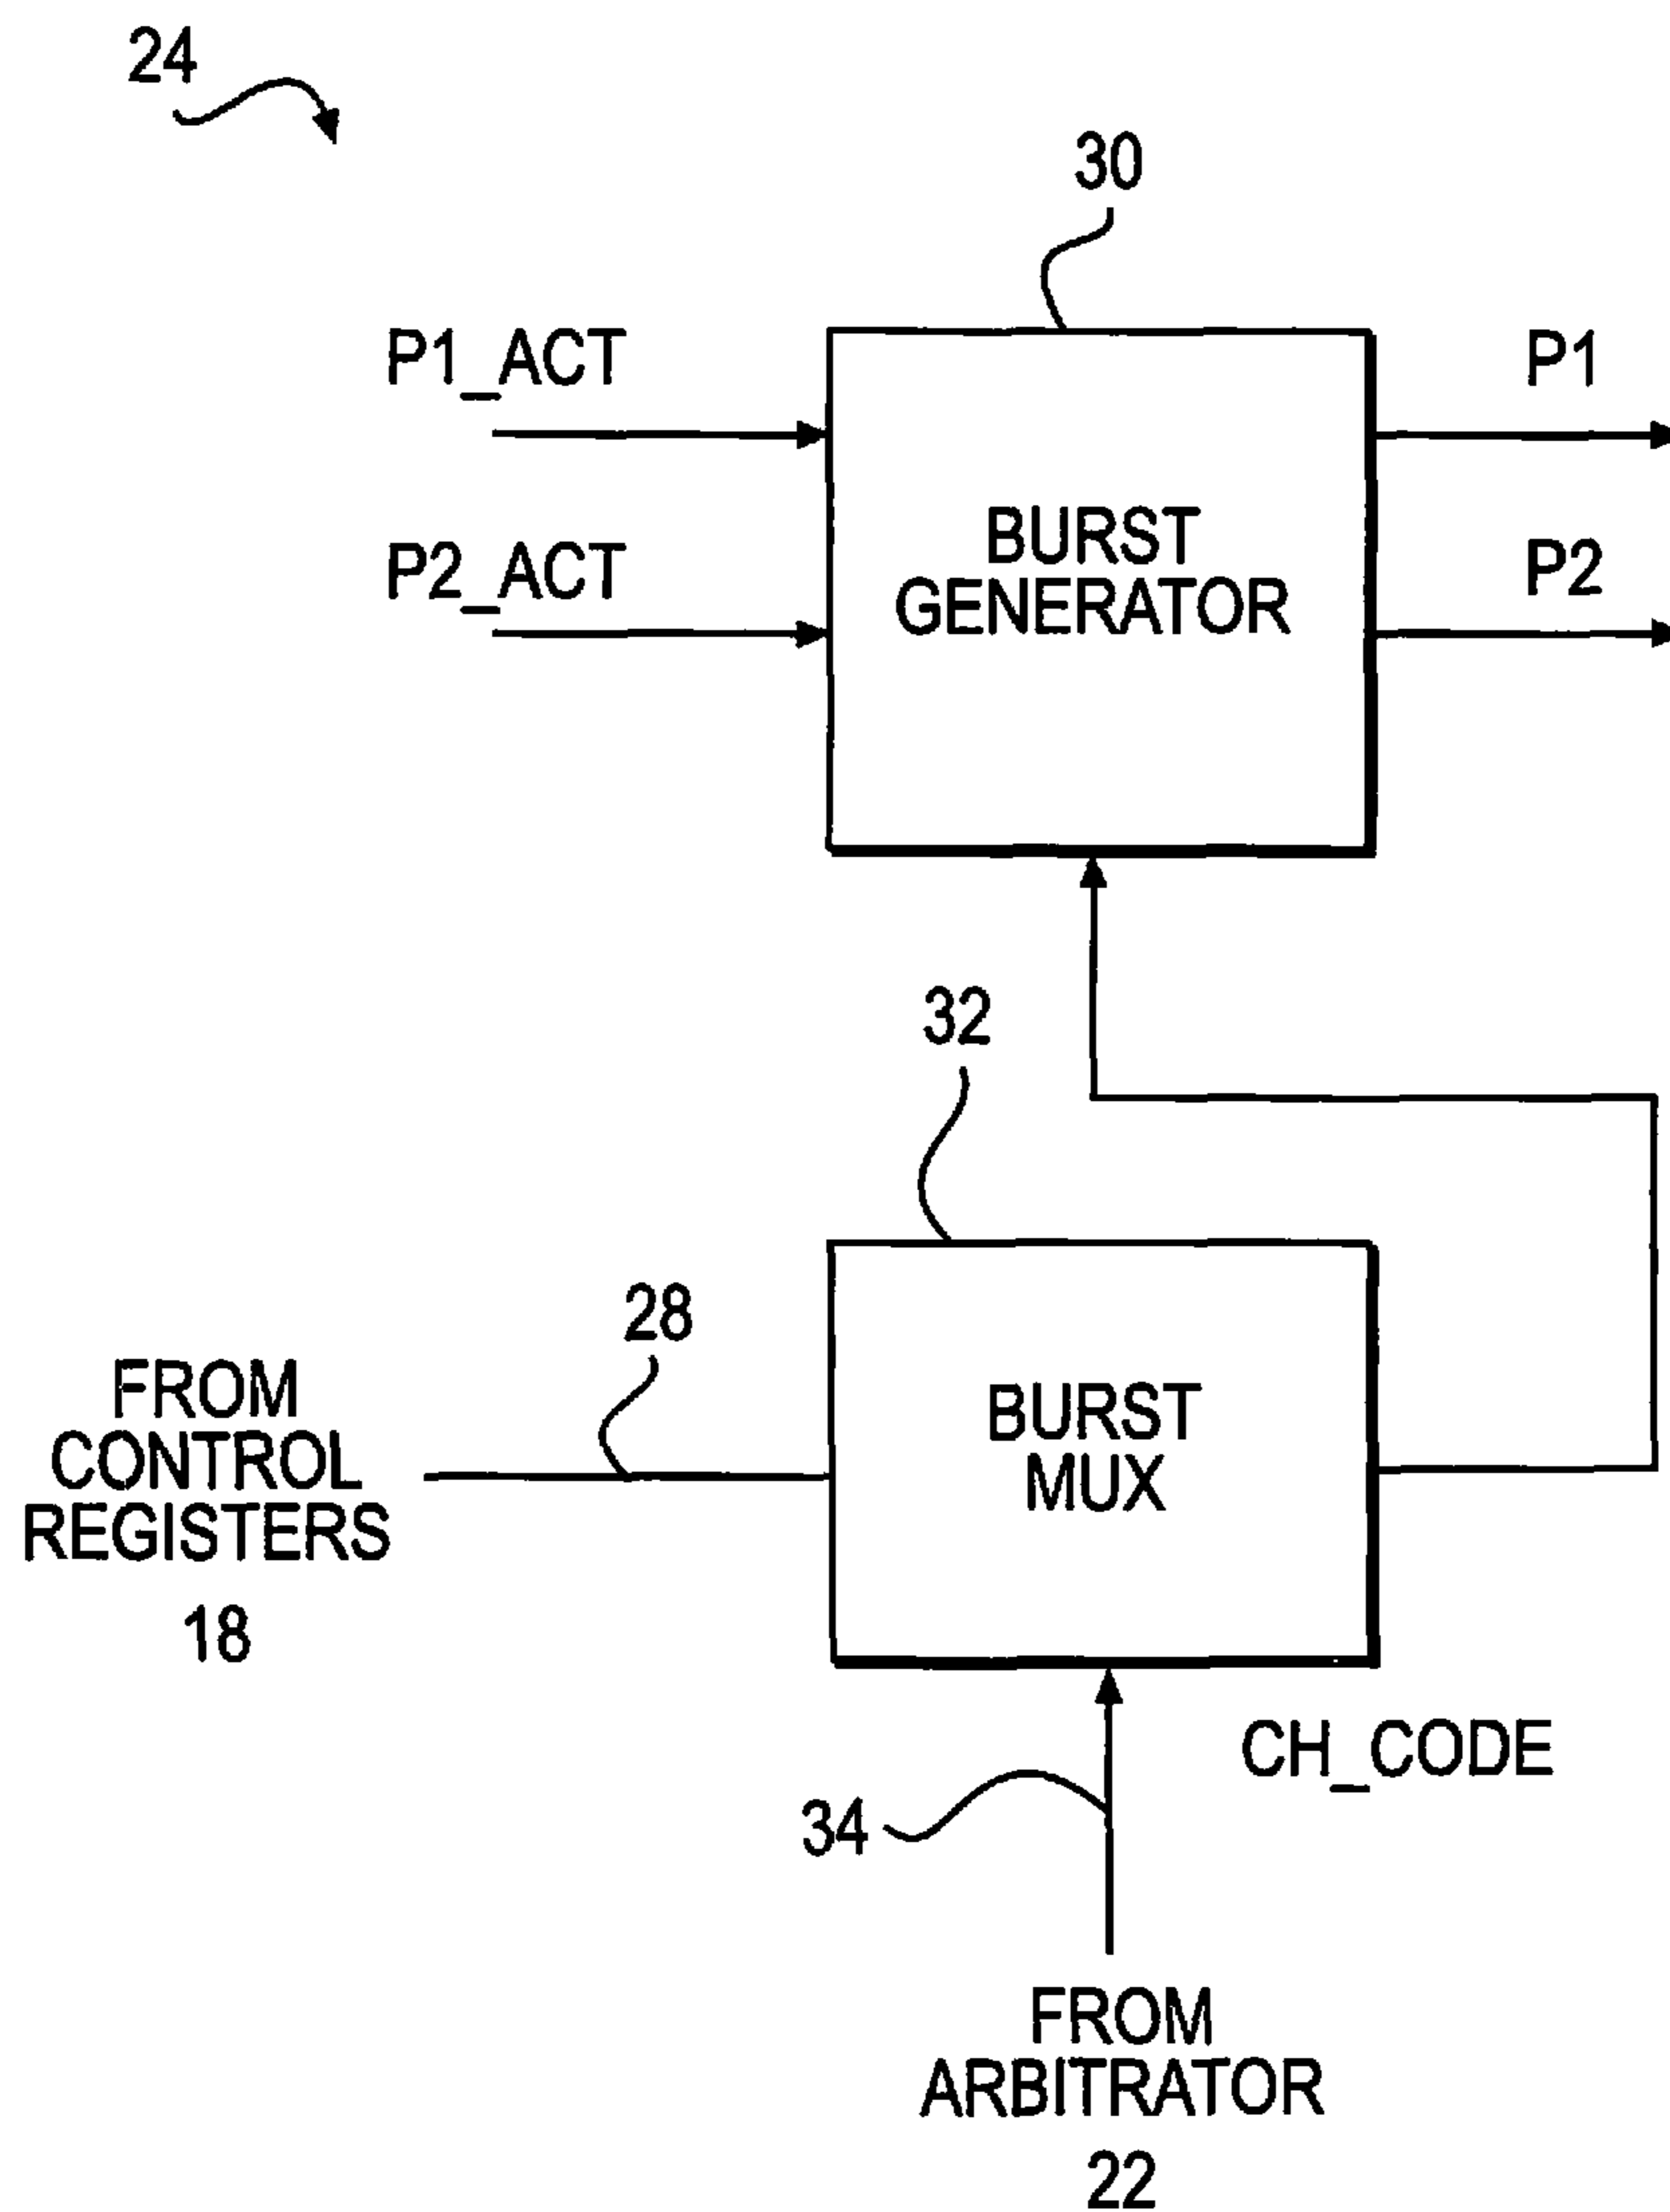 24
30
P1_ACT
P1
P2_ACT
P2
BURST
GENERATOR
32
28
FROM
CONTROL
REGISTERS
18
BURST
MUX
CH_CODE
34
FROM
ARBITRATOR
22